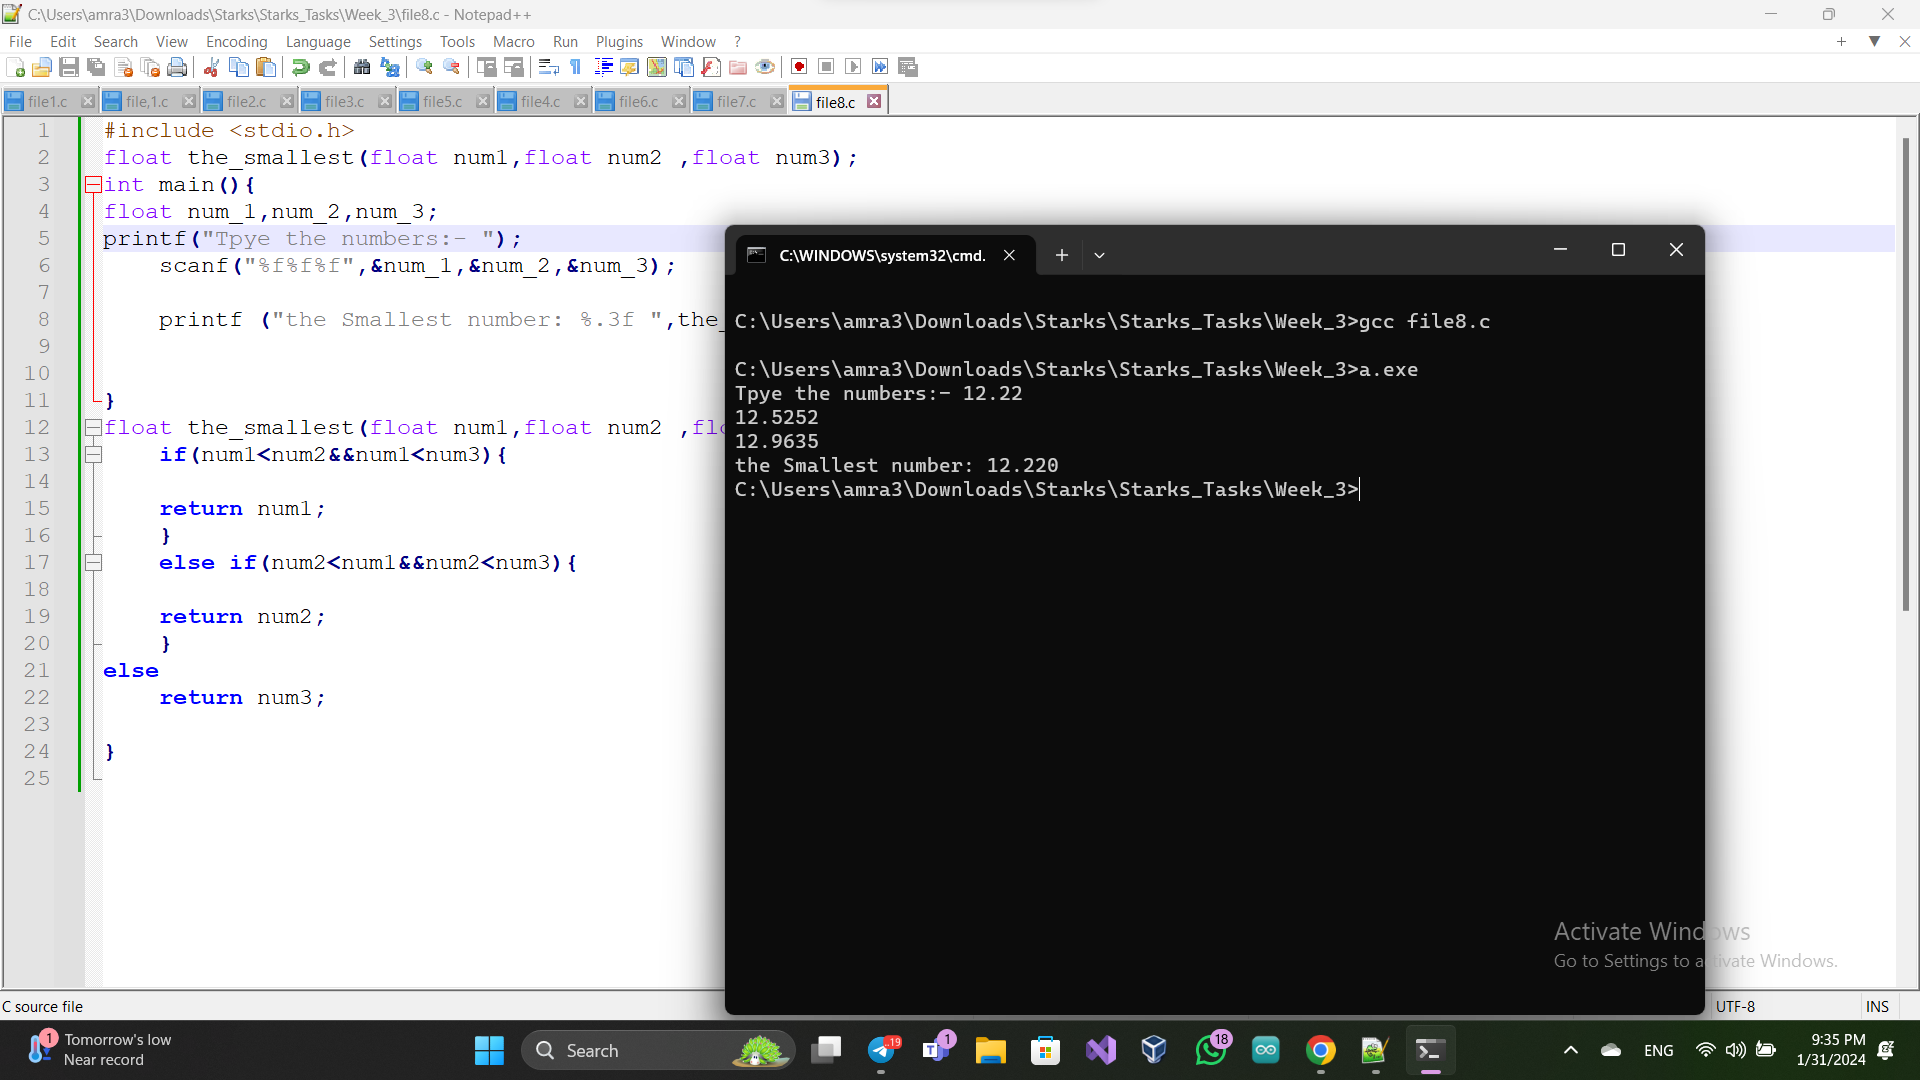 C:\Users\amra3\Downloads\Starks\Starks_Tasks\Week_3\file8.c - Notepad++
File Edit Search View Encoding Language Settings Tools Macro Run Plugins Window ?
file1.c file,1.c file2.c file3.c file5.c file4.c file6.c file7.c file8.c
1 #include <stdio.h>
2 float the_smallest(float num1,float num2 ,float num3);
3 int main(){
4 float num_1,num_2,num_3;
5 printf("Tpye the numbers:- ");
6 scanf("%f%f%f",&num_1,&num_2,&num_3);
7
8 printf ("the Smallest number: %.3f ",the_
9
10
11 }
12 float the_smallest(float num1,float num2 ,flo
13 if(num1<num2&&num1<num3){
14
15 return num1;
16 }
17 else if(num2<num1&&num2<num3){
18
19 return num2;
20 }
21 else
22 return num3;
23
24 }
25
C:\WINDOWS\system32\cmd.
C:\Users\amra3\Downloads\Starks\Starks_Tasks\Week_3>gcc file8.c
C:\Users\amra3\Downloads\Starks\Starks_Tasks\Week_3>a.exe
Tpye the numbers:- 12.22
12.5252
12.9635
the Smallest number: 12.220
C:\Users\amra3\Downloads\Starks\Starks_Tasks\Week_3>
Activate Windows
Go to Settings to activate Windows.
C source file UTF-8 INS
1 Tomorrow's low
Near record
Search
..19
1
18
ENG
9:35 PM
1/31/2024